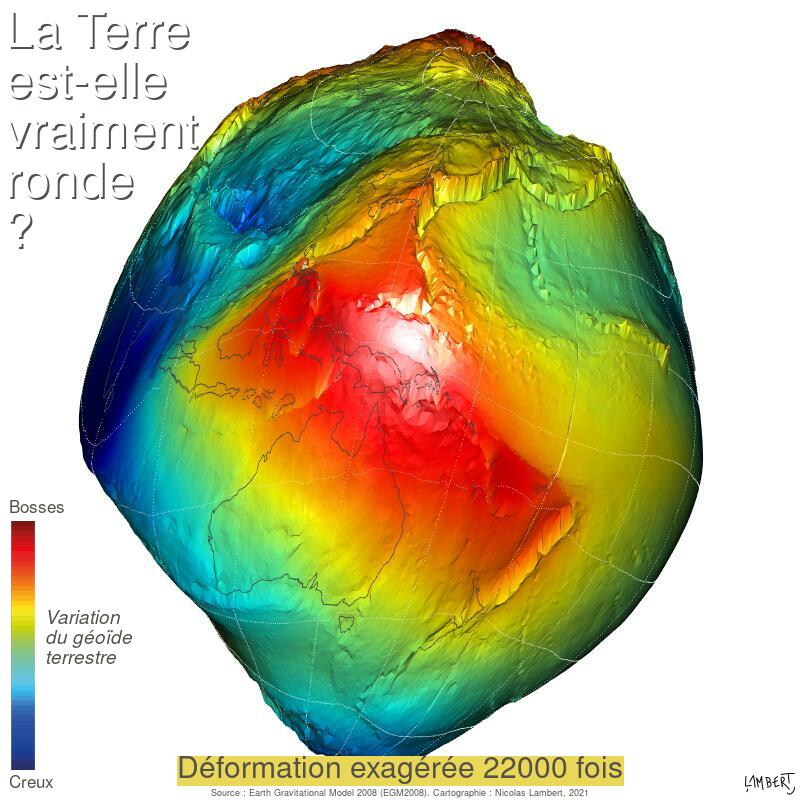 La Terre
est-elle
vraiment
ronde
?
Bosses
Variation
du géoïde
terrestre
Creux
Déformation exagérée 22000 fois
Source : Earth Gravitational Model 2008 (EGM2008). Cartographie : Nicolas Lambert, 2021
LAMBERT